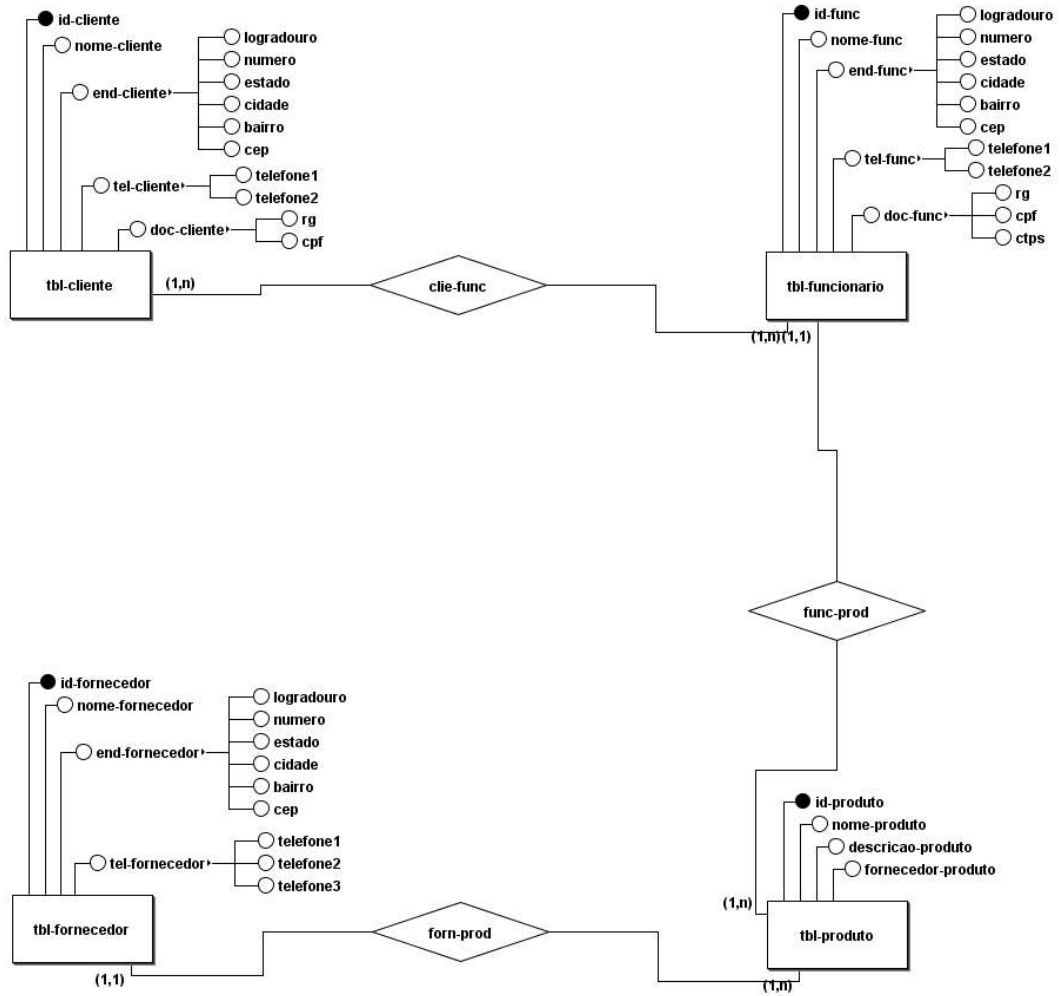 id-cliente
nome-cliente
end-cliente
logradouro
numero
estado
cidade
bairro
cep
tel-cliente
telefone1
telefone2
doc-cliente
rg
cpf
tbl-cliente
(1,n)
clie-func
id-func
nome-func
end-func
logradouro
numero
estado
cidade
bairro
cep
tel-func
telefone1
telefone2
doc-func
rg
cpf
ctps
tbl-funcionario
(1,n)
(1,1)
func-prod
id-fornecedor
nome-fornecedor
end-fornecedor
logradouro
numero
estado
cidade
bairro
cep
tel-fornecedor
telefone1
telefone2
telefone3
tbl-fornecedor
(1,1)
forn-prod
id-produto
nome-produto
descricao-produto
fornecedor-produto
(1,n)
tbl-produto
(1,n)